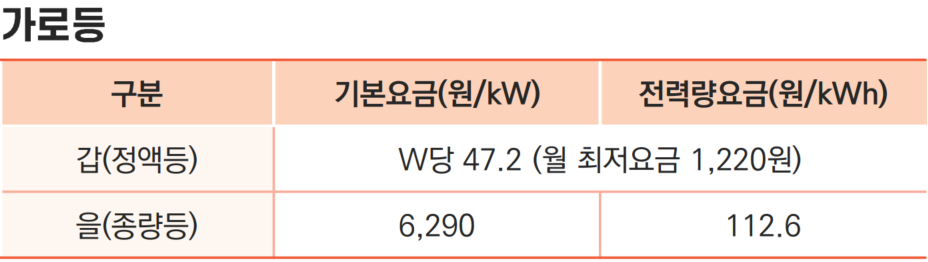 가로등
구분 기본요금(원/kW) 전력량요금(원/kWh)
갑(정액등) W당 47.2 (월 최저요금 1,220원)
을(종량등) 6,290 112.6